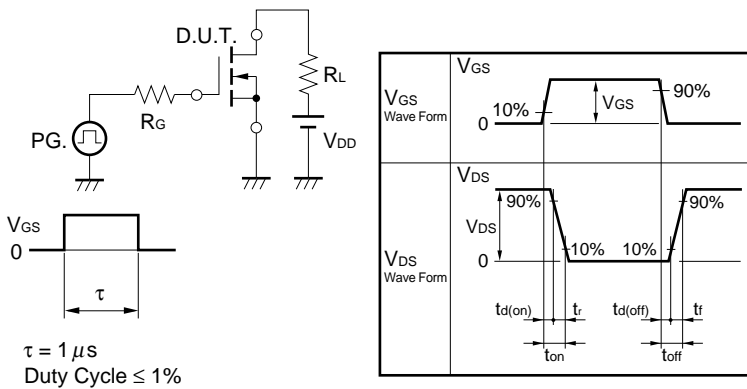 D.U.T.
RL
RG
PG.
VDD
VGS
0
τ
τ = 1 μs
Duty Cycle ≤ 1%
VGS
Wave Form
VGS
10%
VGS
90%
0
VDS
Wave Form
VDS
90%
VDS
10%
10%
90%
0
td(on)
tr
td(off)
tf
ton
toff